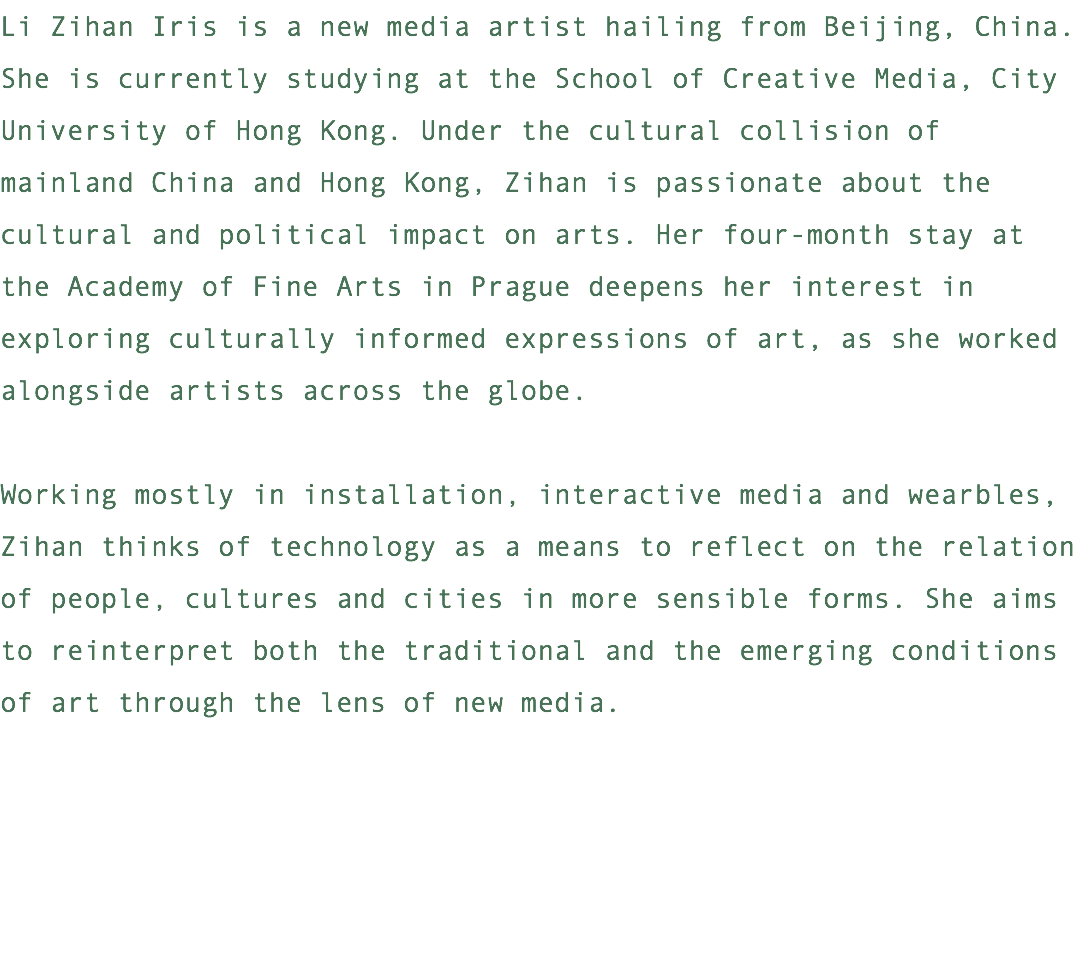 Li Zihan Iris is a new media artist hailing from Beijing, China.
She is currently studying at the School of Creative Media, City
University of Hong Kong. Under the cultural collision of
mainland China and Hong Kong, Zihan is passionate about the
cultural and political impact on arts. Her four-month stay at
the Academy of Fine Arts in Prague deepens her interest in
exploring culturally informed expressions of art, as she worked
alongside artists across the globe.
Working mostly in installation, interactive media and wearbles,
Zihan thinks of technology as a means to reflect on the relation
of people, cultures and cities in more sensible forms. She aims
to reinterpret both the traditional and the emerging conditions
of art through the lens of new media.